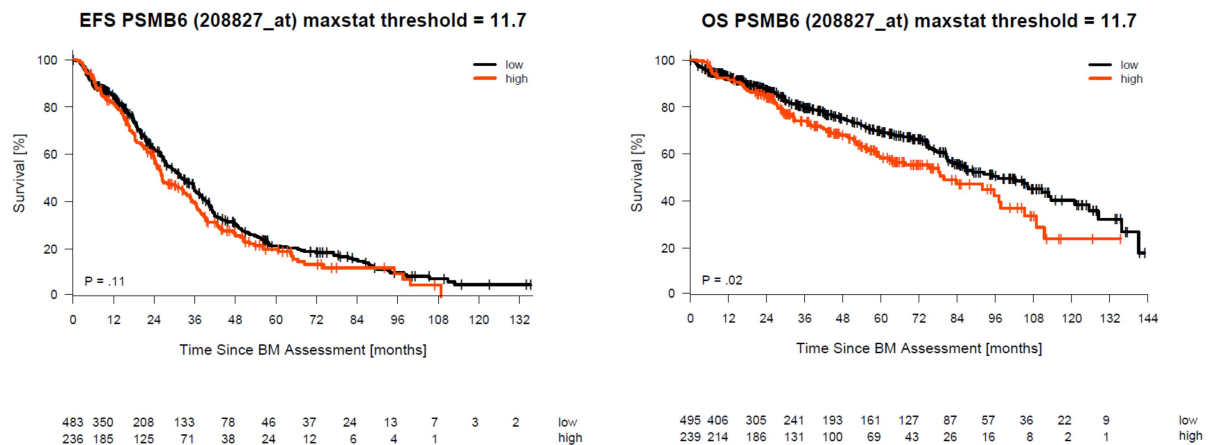 EFS PSMB6 (208827_at) maxstat threshold = 11.7
100
80
60
40
20
0
Survival [%]
low
high
P = .11
0 12 24 36 48 60 72 84 96 108 120 132
Time Since BM Assessment [months]
483 350 208 133 78 46 37 24 13 7 3 2 low
236 185 125 71 38 24 12 6 4 1 high
OS PSMB6 (208827_at) maxstat threshold = 11.7
100
80
60
40
20
0
Survival [%]
low
high
P = .02
0 12 24 36 48 60 72 84 96 108 120 132 144
Time Since BM Assessment [months]
495 406 305 241 193 161 127 87 57 36 22 9 low
239 214 186 131 100 69 43 26 16 8 2 1 high